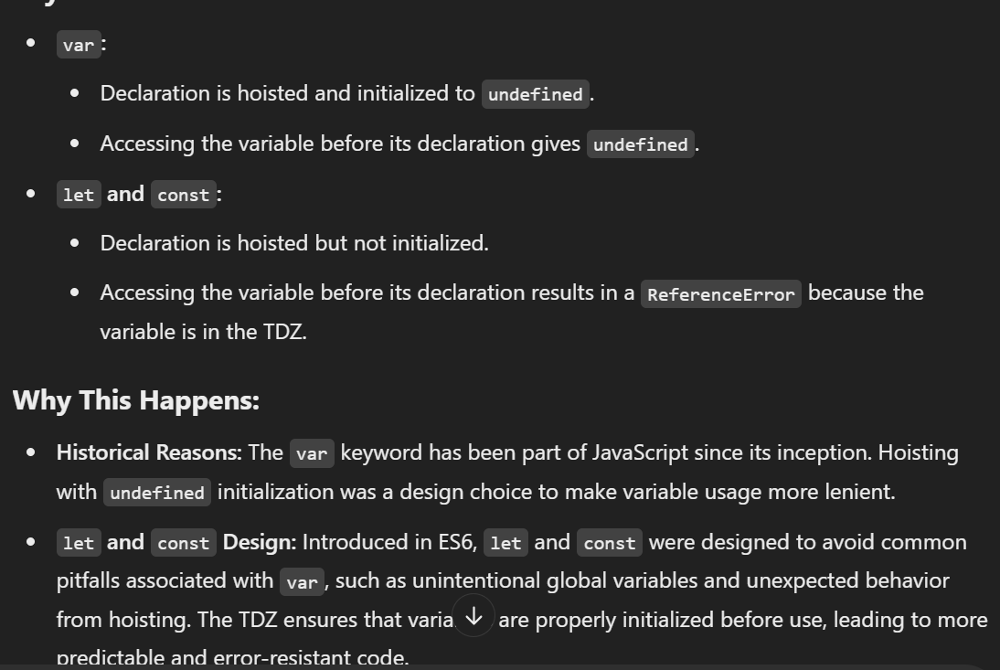 var:
Declaration is hoisted and initialized to undefined.
Accessing the variable before its declaration gives undefined.
let and const:
Declaration is hoisted but not initialized.
Accessing the variable before its declaration results in a ReferenceError because the
variable is in the TDZ.
Why This Happens:
Historical Reasons: The var keyword has been part of JavaScript since its inception. Hoisting
with undefined initialization was a design choice to make variable usage more lenient.
let and const Design: Introduced in ES6, let and const were designed to avoid common
pitfalls associated with var, such as unintentional global variables and unexpected behavior
from hoisting. The TDZ ensures that varia are properly initialized before use, leading to more
predictable and error-resistant code.